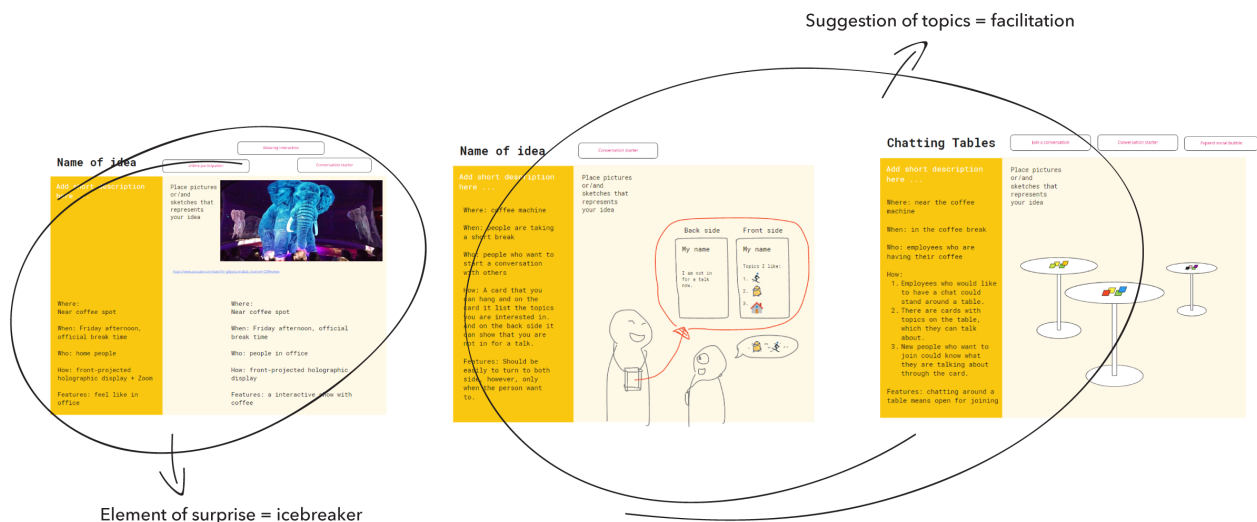 Suggestion of topics = facilitation
Amazing interaction
Name of idea
Conversation starter
Add short description
here ...
Place pictures
or/and
sketches that
represents
your idea
Where:
Near coffee spot
When: Friday afternoon,
official break time
Who: home people
How: front-projected
holographic display + Zoom
Features: feel like in
office
Where:
Near coffee spot
When: Friday afternoon, official
break time
Who: people in office
How: front-projected holographic
display
Features: a interactive show with
coffee
Element of surprise = icebreaker
Name of idea
Conversation starter
Add short description
here ...
Where: coffee machine
When: people are taking
a short break
Who: people who want to
start a conversation
with others
How: A card that you
can hang and on the
card it list the topics
you are interested in.
and on the back side it
can show that you are
not in for a talk.
Features: Should be
easily to turn to both
side, however, only
when the person want
to.
Place pictures
or/and
sketches that
represents
your idea
Back side
Front side
My name
I am not in
for a talk
now.
My name
Topics I like:
1.
2.
3.
Chatting Tables
Join a conversation
Conversation starter
Expand social bubble
Add short description
here ...
Where: near the coffee
machine
When: in the coffee break
Who: employees who are
having their coffee
How:
1. Employees who would like
to have a chat could
stand around a table.
2. There are cards with
topics on the table,
which they can talk
about.
3. New people who want to
join could know what
they are talking about
through the card.
Features: chatting around a
table means open for joining
Place pictures
or/and
sketches that
represents
your idea